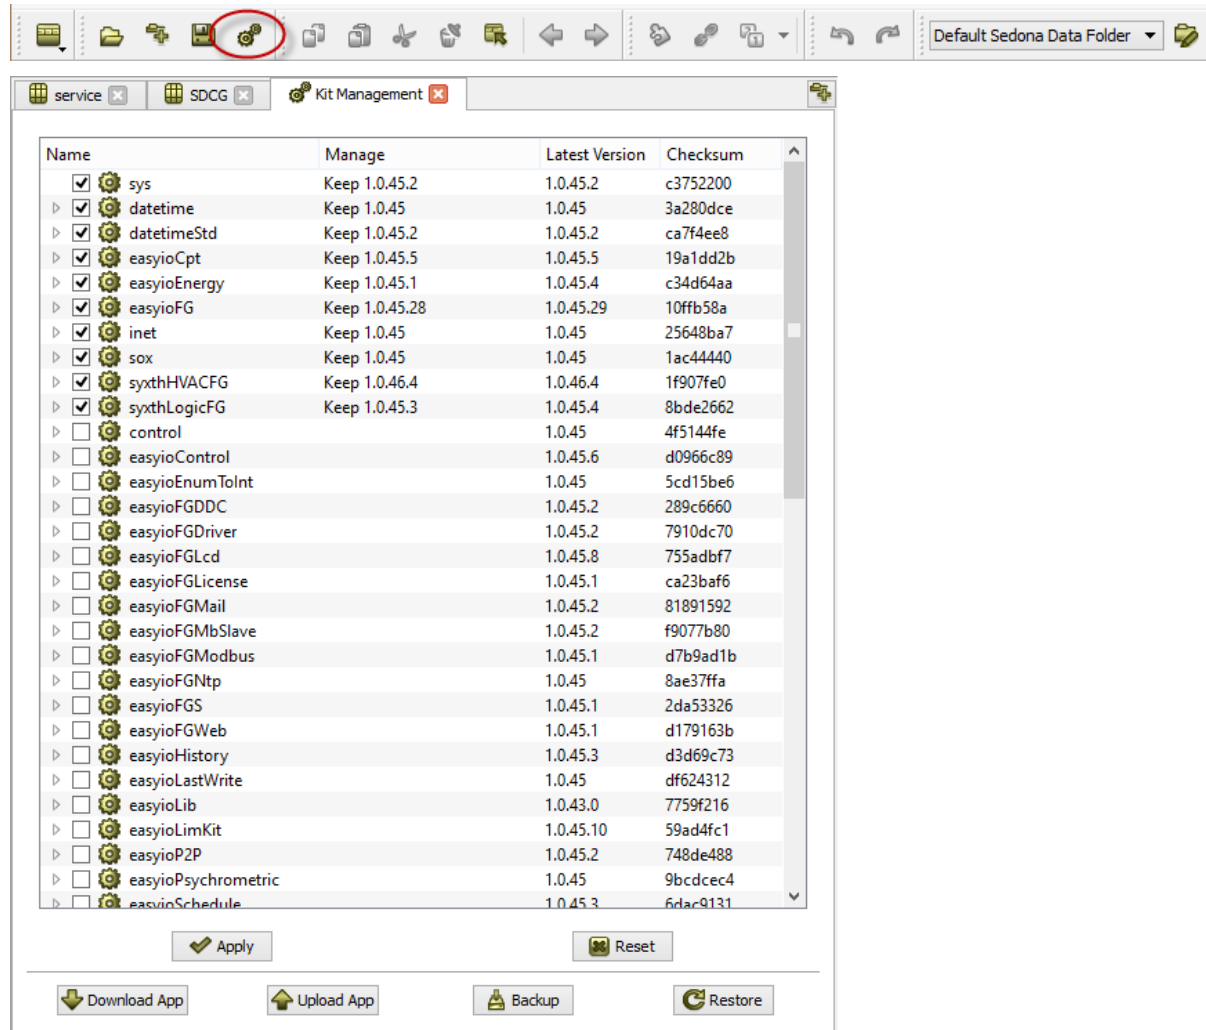 Default Sedona Data Folder
service SDCG Kit Management
Name Manage Latest Version Checksum
sys Keep 1.0.45.2 1.0.45.2 c3752200
datetime Keep 1.0.45 1.0.45 3a280dce
datetimeStd Keep 1.0.45.2 1.0.45.2 ca7f4ee8
easyioCpt Keep 1.0.45.5 1.0.45.5 19a1dd2b
easyioEnergy Keep 1.0.45.1 1.0.45.4 c34d64aa
easyioFG Keep 1.0.45.28 1.0.45.29 10ffb58a
inet Keep 1.0.45 1.0.45 25648ba7
sox Keep 1.0.45 1.0.45 1ac44440
syxthHVACFG Keep 1.0.46.4 1.0.46.4 1f907fe0
syxthLogicFG Keep 1.0.45.3 1.0.45.4 8bde2662
control 1.0.45 4f5144fe
easyioControl 1.0.45.6 d0966c89
easyioEnumToInt 1.0.45 5cd15be6
easyioFGDDC 1.0.45.2 289c6660
easyioFGDriver 1.0.45.2 7910dc70
easyioFGLcd 1.0.45.8 755adbf7
easyioFGLicense 1.0.45.1 ca23baf6
easyioFGMail 1.0.45.2 81891592
easyioFGMbSlave 1.0.45.2 f9077b80
easyioFGModbus 1.0.45.1 d7b9ad1b
easyioFGNtp 1.0.45 8ae37ffa
easyioFGS 1.0.45.1 2da53326
easyioFGWeb 1.0.45.1 d179163b
easyioHistory 1.0.45.3 d3d69c73
easyioLastWrite 1.0.45 df624312
easyioLib 1.0.43.0 7759f216
easyioLimKit 1.0.45.10 59ad4fc1
easyioP2P 1.0.45.2 748de488
easyioPsychrometric 1.0.45 9bcdcec4
easyioSchedule 1.0.45.3 6dac9131
Apply Reset
Download App Upload App Backup Restore